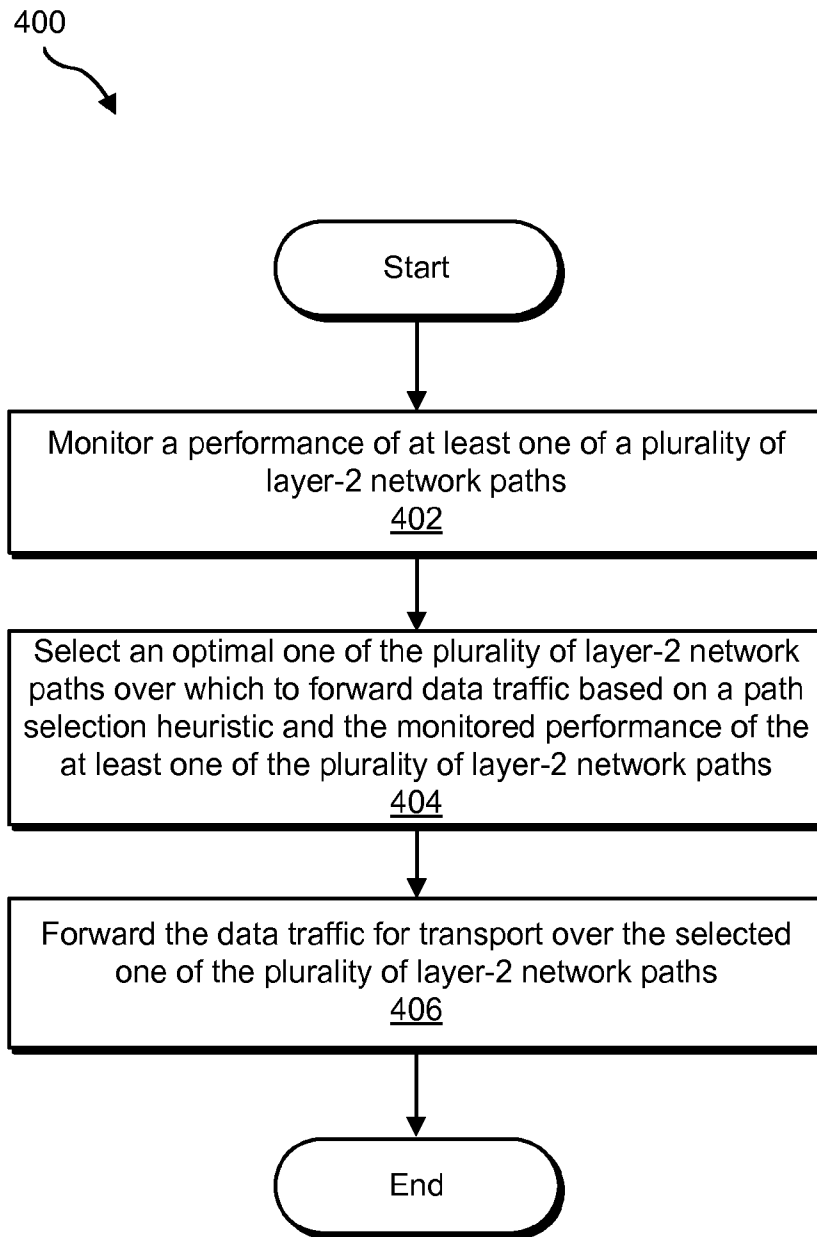 400
Start
Monitor a performance of at least one of a plurality of
layer-2 network paths
402
Select an optimal one of the plurality of layer-2 network
paths over which to forward data traffic based on a path
selection heuristic and the monitored performance of the
at least one of the plurality of layer-2 network paths
404
Forward the data traffic for transport over the selected
one of the plurality of layer-2 network paths
406
End